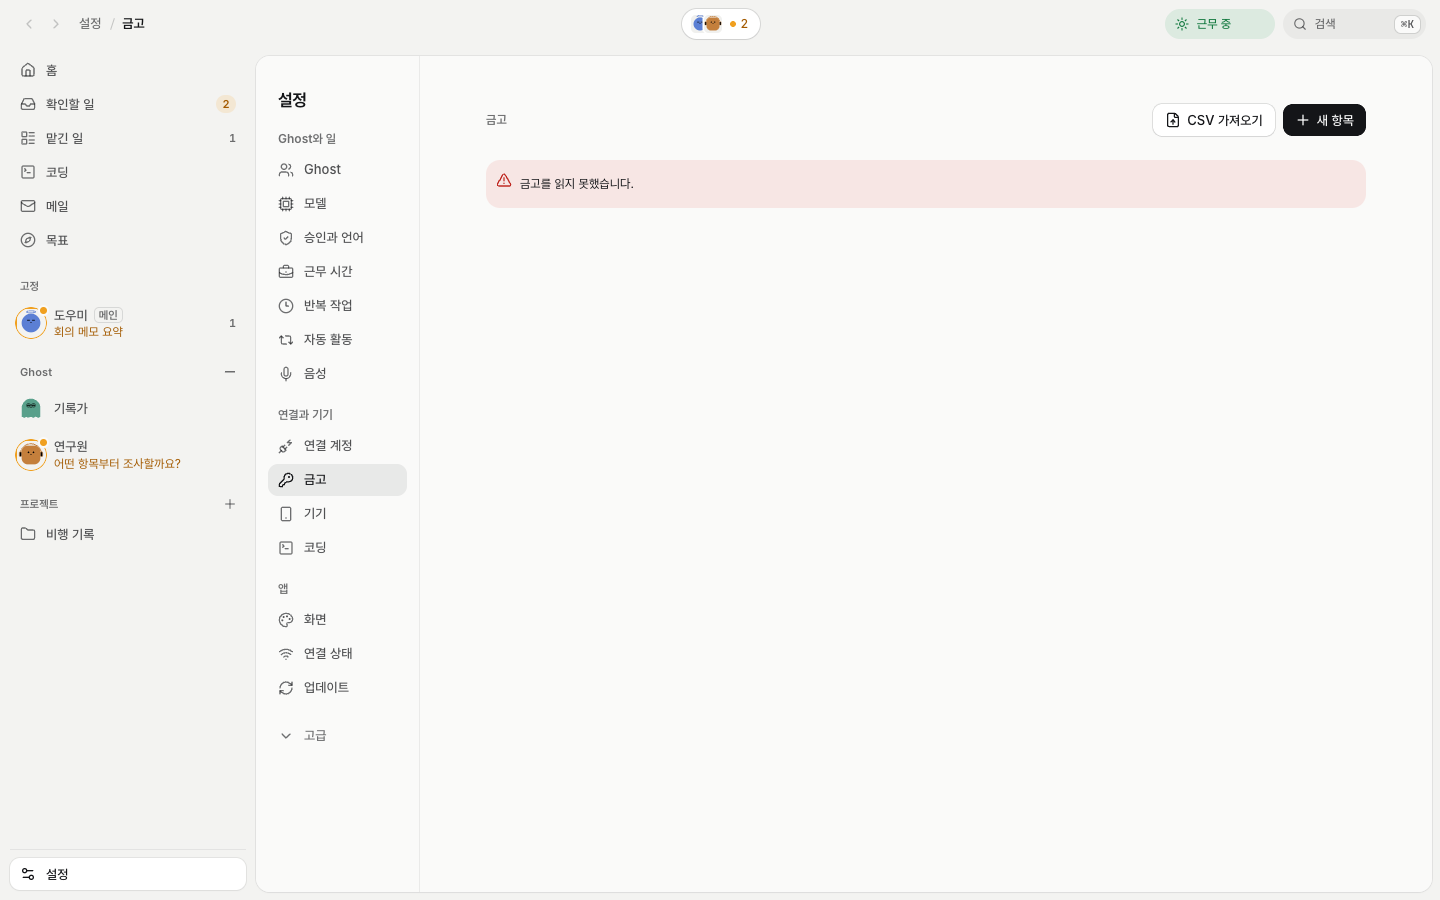 설정 / 금고
2
근무 중
검색
⌘K
홈
확인할 일
2
맡긴 일
1
코딩
메일
목표
고정
도우미 메인
회의 메모 요약
1
Ghost
기록가
연구원
어떤 항목부터 조사할까요?
프로젝트
비행 기록
설정
설정
Ghost와 일
Ghost
모델
승인과 언어
근무 시간
반복 작업
자동 활동
음성
연결과 기기
연결 계정
금고
기기
코딩
앱
화면
연결 상태
업데이트
고급
금고
CSV 가져오기
새 항목
금고를 읽지 못했습니다.